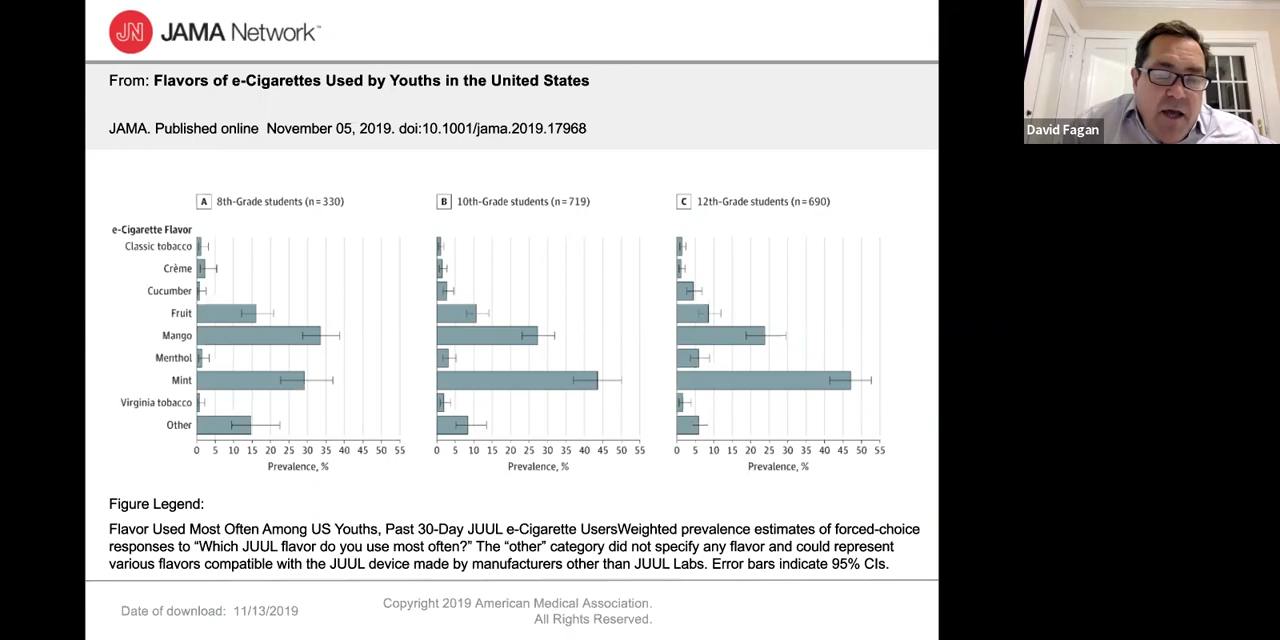 JN JAMA Network™
From: Flavors of e-Cigarettes Used by Youths in the United States
JAMA. Published online November 05, 2019. doi:10.1001/jama.2019.17968
David Fagan
A 8th-Grade students (n=330)
B 10th-Grade students (n=719)
C 12th-Grade students (n=690)
e-Cigarette Flavor
Classic tobacco
Crème
Cucumber
Fruit
Mango
Menthol
Mint
Virginia tobacco
Other
0 5 10 15 20 25 30 35 40 45 50 55
Prevalence, %
0 5 10 15 20 25 30 35 40 45 50 55
Prevalence, %
0 5 10 15 20 25 30 35 40 45 50 55
Prevalence, %
Figure Legend:
Flavor Used Most Often Among US Youths, Past 30-Day JUUL e-Cigarette UsersWeighted prevalence estimates of forced-choice
responses to “Which JUUL flavor do you use most often?” The “other” category did not specify any flavor and could represent
various flavors compatible with the JUUL device made by manufacturers other than JUUL Labs. Error bars indicate 95% CIs.
Date of download: 11/13/2019
Copyright 2019 American Medical Association.
All Rights Reserved.